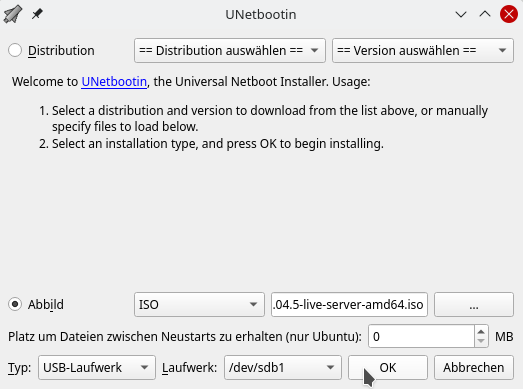 UNetbootin
Distribution == Distribution auswählen == == Version auswählen ==
Welcome to UNetbootin, the Universal Netboot Installer. Usage:
1. Select a distribution and version to download from the list above, or manually
specify files to load below.
2. Select an installation type, and press OK to begin installing.
Abbild ISO .04.5-live-server-amd64.iso ...
Platz um Dateien zwischen Neustarts zu erhalten (nur Ubuntu): 0 MB
Typ: USB-Laufwerk Laufwerk: /dev/sdb1 OK Abbrechen